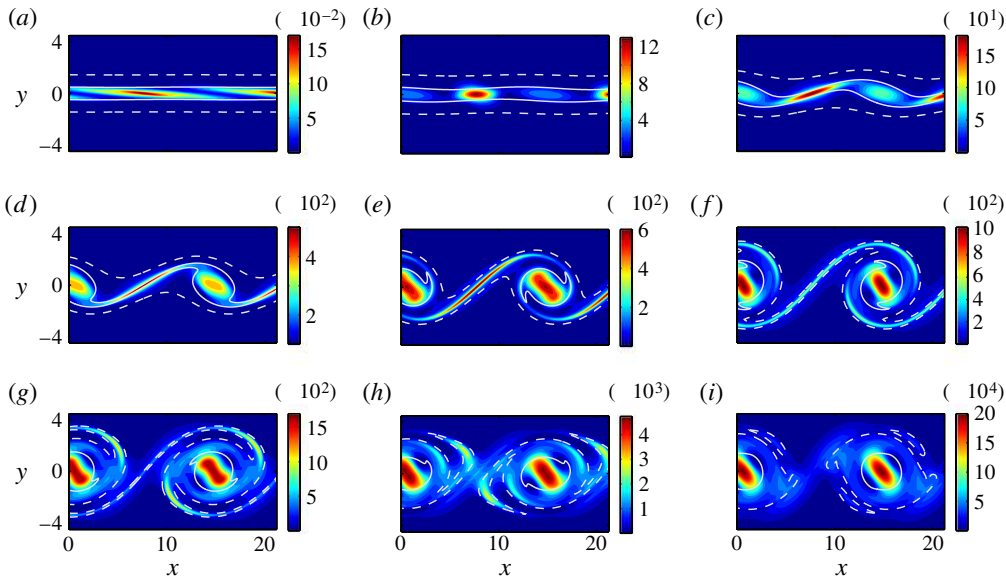 (a) ( 10−2) (b) (c) ( 10¹)
4 15 12 15
y 0 10 8 10
−4 5 4 5
(d) ( 10²) (e) ( 10²) (f) ( 10²)
4 4 6 10
y 0 4 8
−4 2 2 6
4
2
(g) ( 10²) (h) ( 10³) (i) ( 10⁴)
4 15 4 20
y 0 10 3 15
−4 5 2 10
1 5
0 10 20 0 10 20 0 10 20
x x x